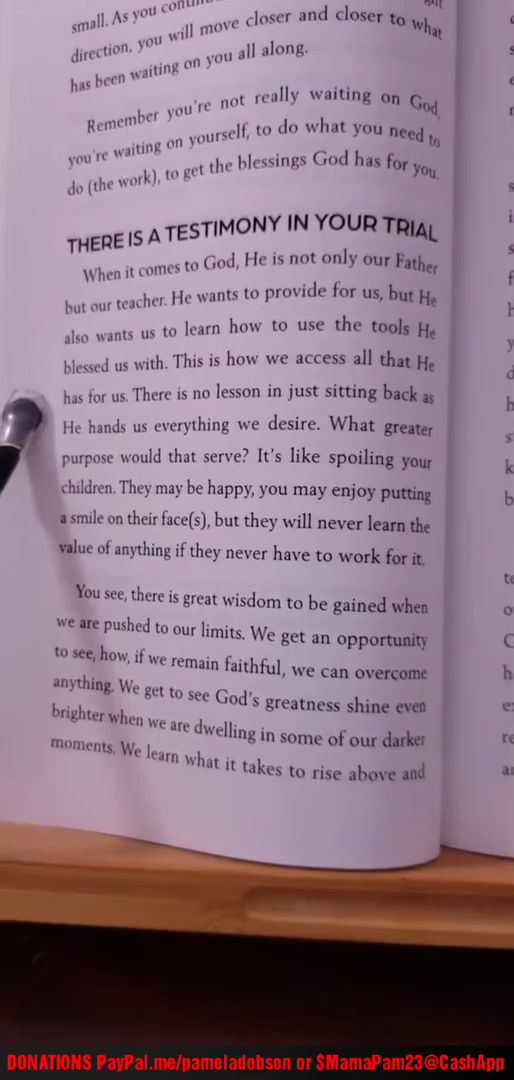 small. As you
direction, you will move closer and closer to what
has been waiting on you all along.
Remember you're not really waiting on God,
you're waiting on yourself, to do what you need to
do (the work), to get the blessings God has for you.
THERE IS A TESTIMONY IN YOUR TRIAL
When it comes to God, He is not only our Father
but our teacher. He wants to provide for us, but He
also wants us to learn how to use the tools He
blessed us with. This is how we access all that He
has for us. There is no lesson in just sitting back as
He hands us everything we desire. What greater
purpose would that serve? It's like spoiling your
children. They may be happy, you may enjoy putting
a smile on their face(s), but they will never learn the
value of anything if they never have to work for it.
You see, there is great wisdom to be gained when
we are pushed to our limits. We get an opportunity
to see, how, if we remain faithful, we can overcome
anything. We get to see God's greatness shine even
brighter when we are dwelling in some of our darker
moments. We learn what it takes to rise above and
DONATIONS PayPal.me/pameladobson or $MamaPam23@CashApp